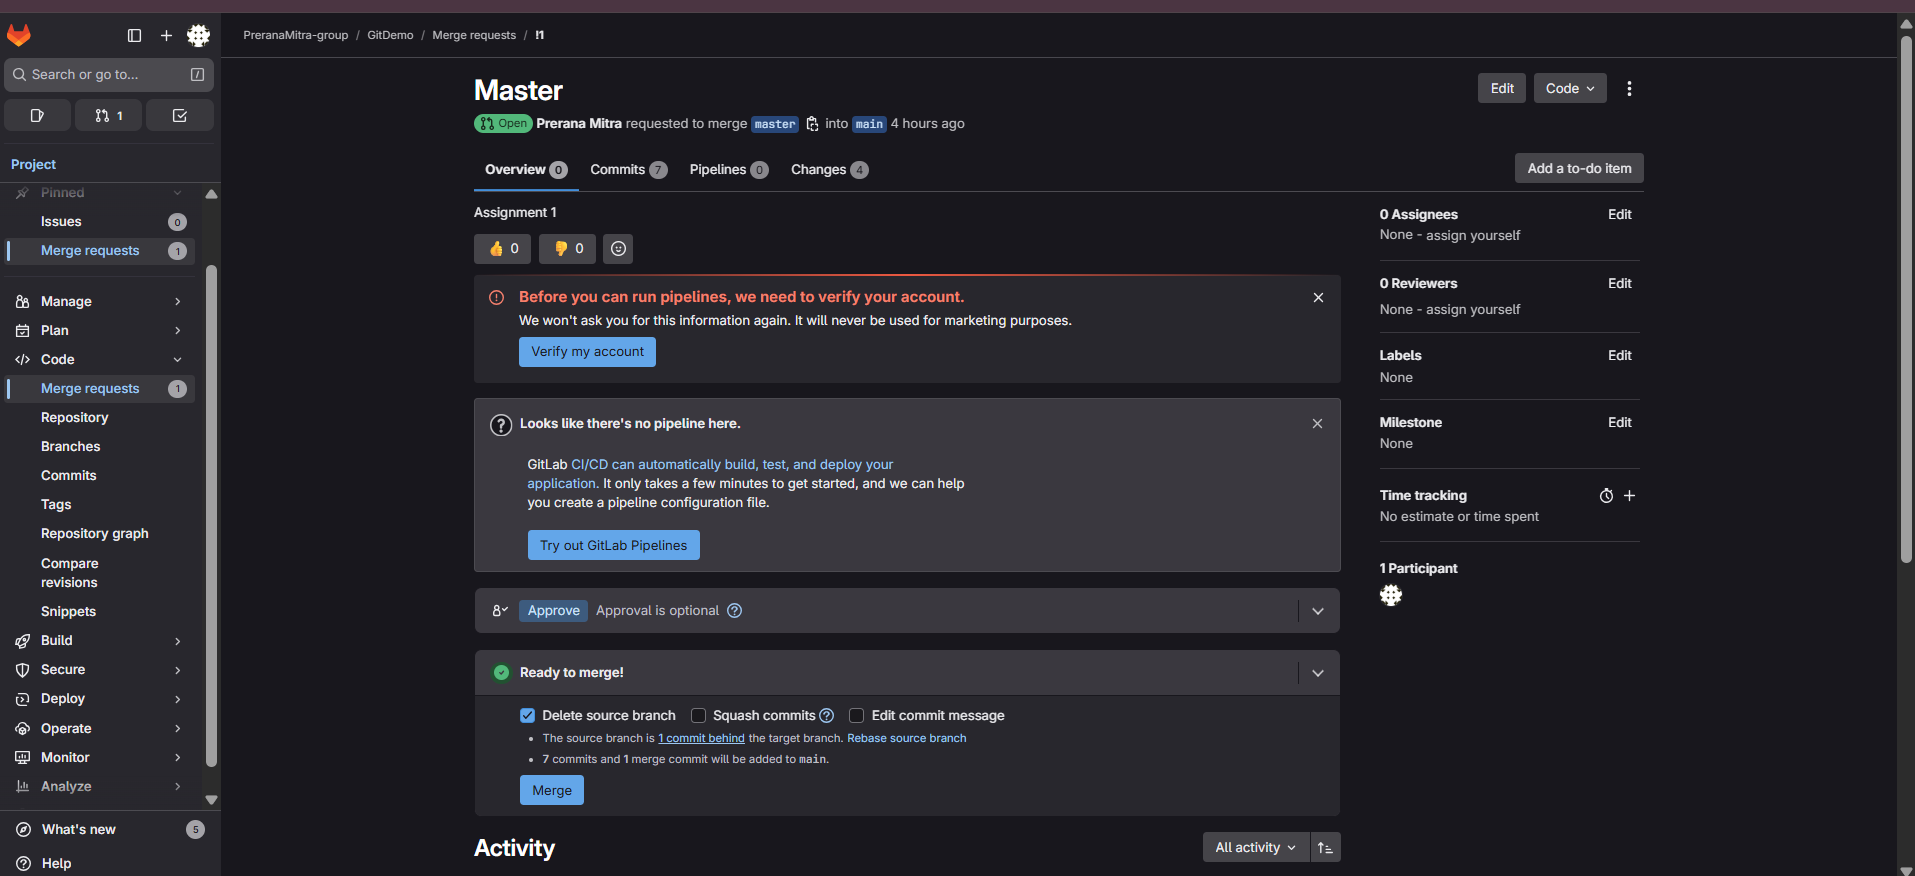 PreranaMitra-group / GitDemo / Merge requests / !1
Search or go to... /
1
Project
Pinned
Issues 0
Merge requests 1
Manage
Plan
Code
Merge requests 1
Repository
Branches
Commits
Tags
Repository graph
Compare
revisions
Snippets
Build
Secure
Deploy
Operate
Monitor
Analyze
What's new 5
Help
Master
Edit
Code
Open Prerana Mitra requested to merge master into main 4 hours ago
Overview 0 Commits 7 Pipelines 0 Changes 4
Add a to-do item
Assignment 1
👍 0 👎 0
Before you can run pipelines, we need to verify your account.
We won't ask you for this information again. It will never be used for marketing purposes.
Verify my account
Looks like there's no pipeline here.
GitLab CI/CD can automatically build, test, and deploy your
application. It only takes a few minutes to get started, and we can help
you create a pipeline configuration file.
Try out GitLab Pipelines
Approve Approval is optional
Ready to merge!
Delete source branch Squash commits Edit commit message
• The source branch is 1 commit behind the target branch. Rebase source branch
• 7 commits and 1 merge commit will be added to main.
Merge
Activity
All activity
0 Assignees Edit
None - assign yourself
0 Reviewers Edit
None - assign yourself
Labels Edit
None
Milestone Edit
None
Time tracking
No estimate or time spent
1 Participant